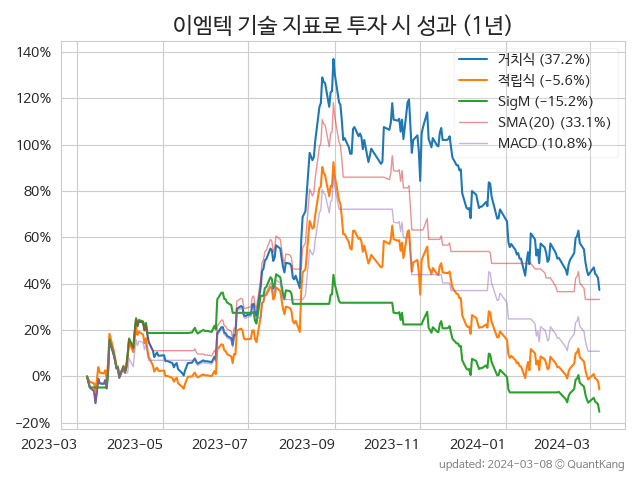 이엠텍 기술 지표로 투자 시 성과 (1년)
140%
120%
100%
80%
60%
40%
20%
0%
−20%
거치식 (37.2%)
적립식 (−5.6%)
SigM (−15.2%)
SMA(20) (33.1%)
MACD (10.8%)
2023-03
2023-05
2023-07
2023-09
2023-11
2024-01
2024-03
updated: 2024-03-08 © QuantKang